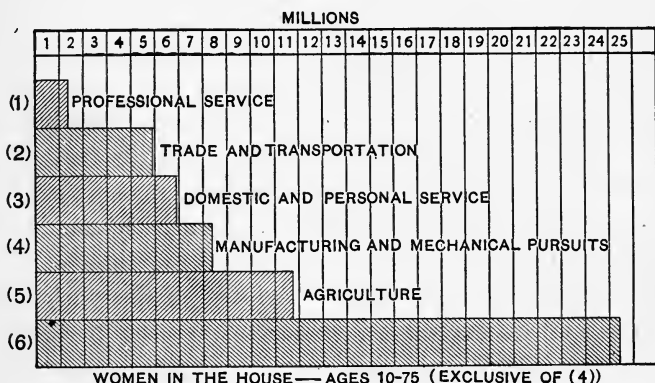 MILLIONS
1 2 3 4 5 6 7 8 9 10 11 12 13 14 15 16 17 18 19 20 21 22 23 24 25
(1) PROFESSIONAL SERVICE
(2) TRADE AND TRANSPORTATION
(3) DOMESTIC AND PERSONAL SERVICE
(4) MANUFACTURING AND MECHANICAL PURSUITS
(5) AGRICULTURE
(6)
WOMEN IN THE HOUSE — AGES 10-75 (EXCLUSIVE OF (4))